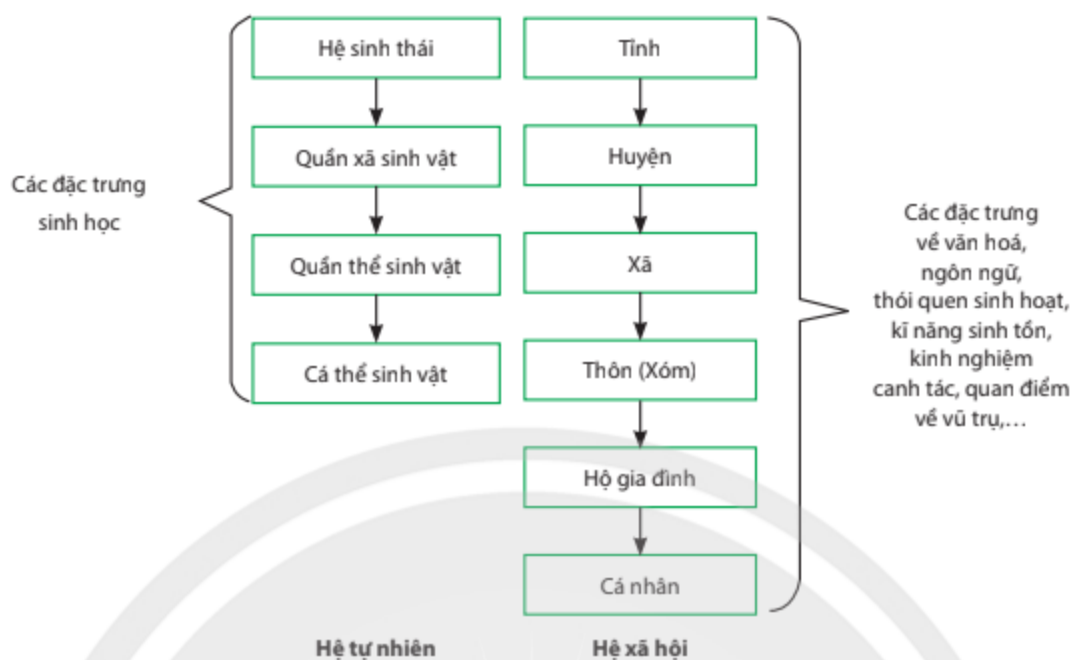 Các đặc trưng
sinh học
Hệ sinh thái
Quần xã sinh vật
Quần thể sinh vật
Cá thể sinh vật
Hệ tự nhiên
Tỉnh
Huyện
Xã
Thôn (Xóm)
Hộ gia đình
Cá nhân
Hệ xã hội
Các đặc trưng
về văn hoá,
ngôn ngữ,
thói quen sinh hoạt,
kĩ năng sinh tồn,
kinh nghiệm
canh tác, quan điểm
về vũ trụ,...